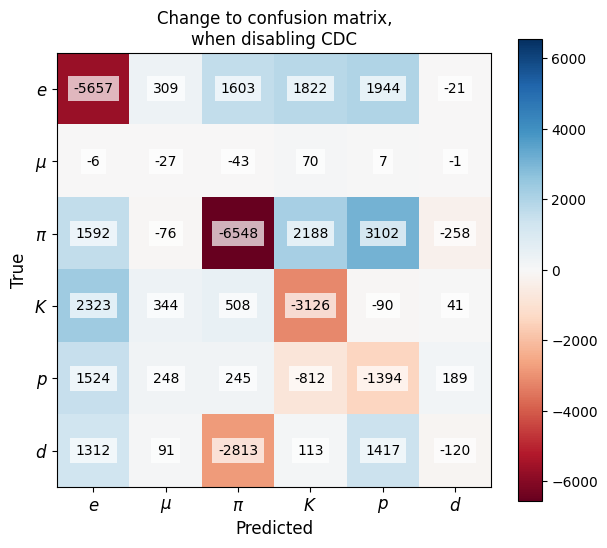 Change to confusion matrix,
when disabling CDC
e -5657 309 1603 1822 1944 -21
μ -6 -27 -43 70 7 -1
π 1592 -76 -6548 2188 3102 -258
K 2323 344 508 -3126 -90 41
p 1524 248 245 -812 -1394 189
d 1312 91 -2813 113 1417 -120
e μ π K p d
True
Predicted
6000
4000
2000
0
−2000
−4000
−6000